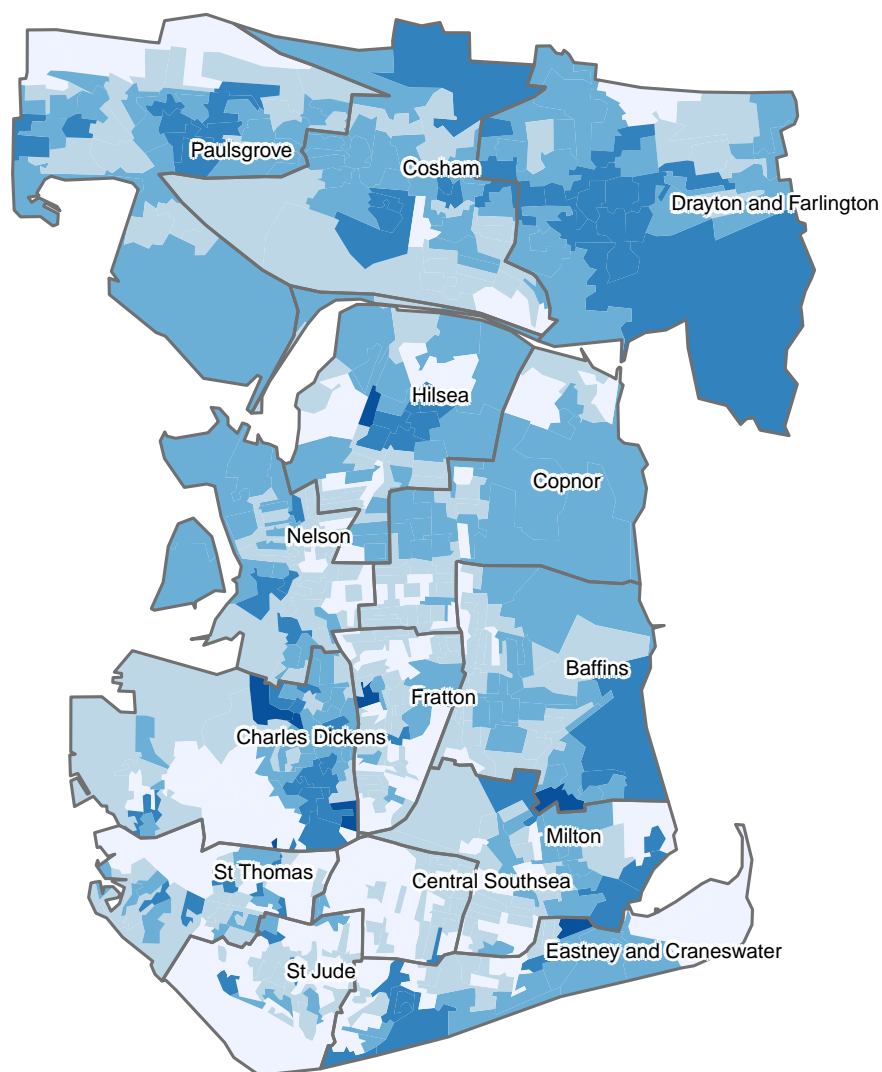 Paulsgrove
Cosham
Drayton and Farlington
Hilsea
Copnor
Nelson
Baffins
Fratton
Charles Dickens
Milton
St Thomas
Central Southsea
Eastney and Craneswater
St Jude